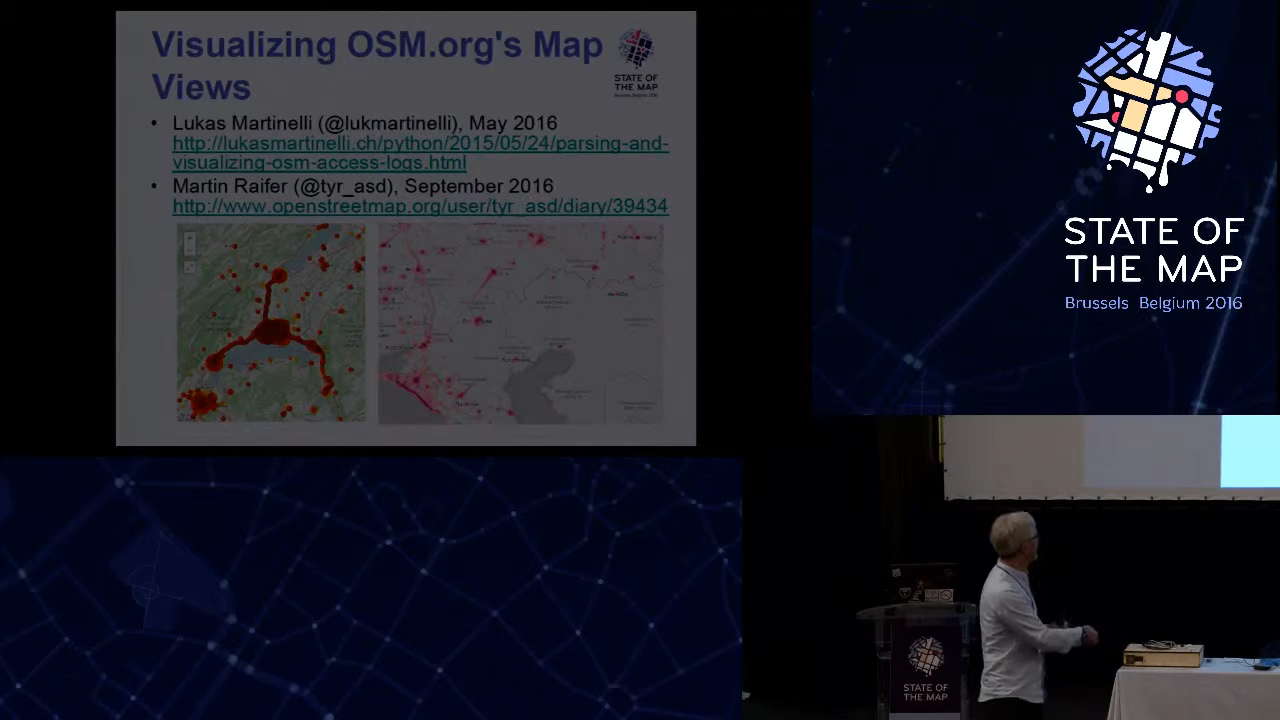 Visualizing OSM.org's Map
Views
STATE OF
THE MAP
• Lukas Martinelli (@lukmartinelli), May 2016
http://lukasmartinelli.ch/python/2015/05/24/parsing-and-
visualizing-osm-access-logs.html
• Martin Raifer (@tyr_asd), September 2016
http://www.openstreetmap.org/user/tyr_asd/diary/39434
STATE OF
THE MAP
Brussels Belgium 2016
STATE OF
THE MAP